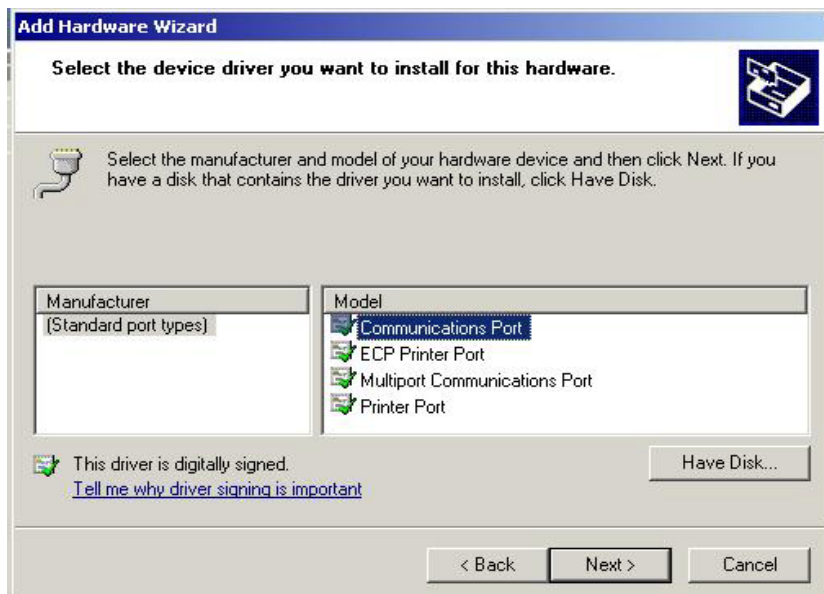 Add Hardware Wizard
Select the device driver you want to install for this hardware.
Select the manufacturer and model of your hardware device and then click Next. If you
have a disk that contains the driver you want to install, click Have Disk.
Manufacturer
(Standard port types)
Model
Communications Port
ECP Printer Port
Multiport Communications Port
Printer Port
This driver is digitally signed.
Tell me why driver signing is important
Have Disk...
< Back
Next >
Cancel